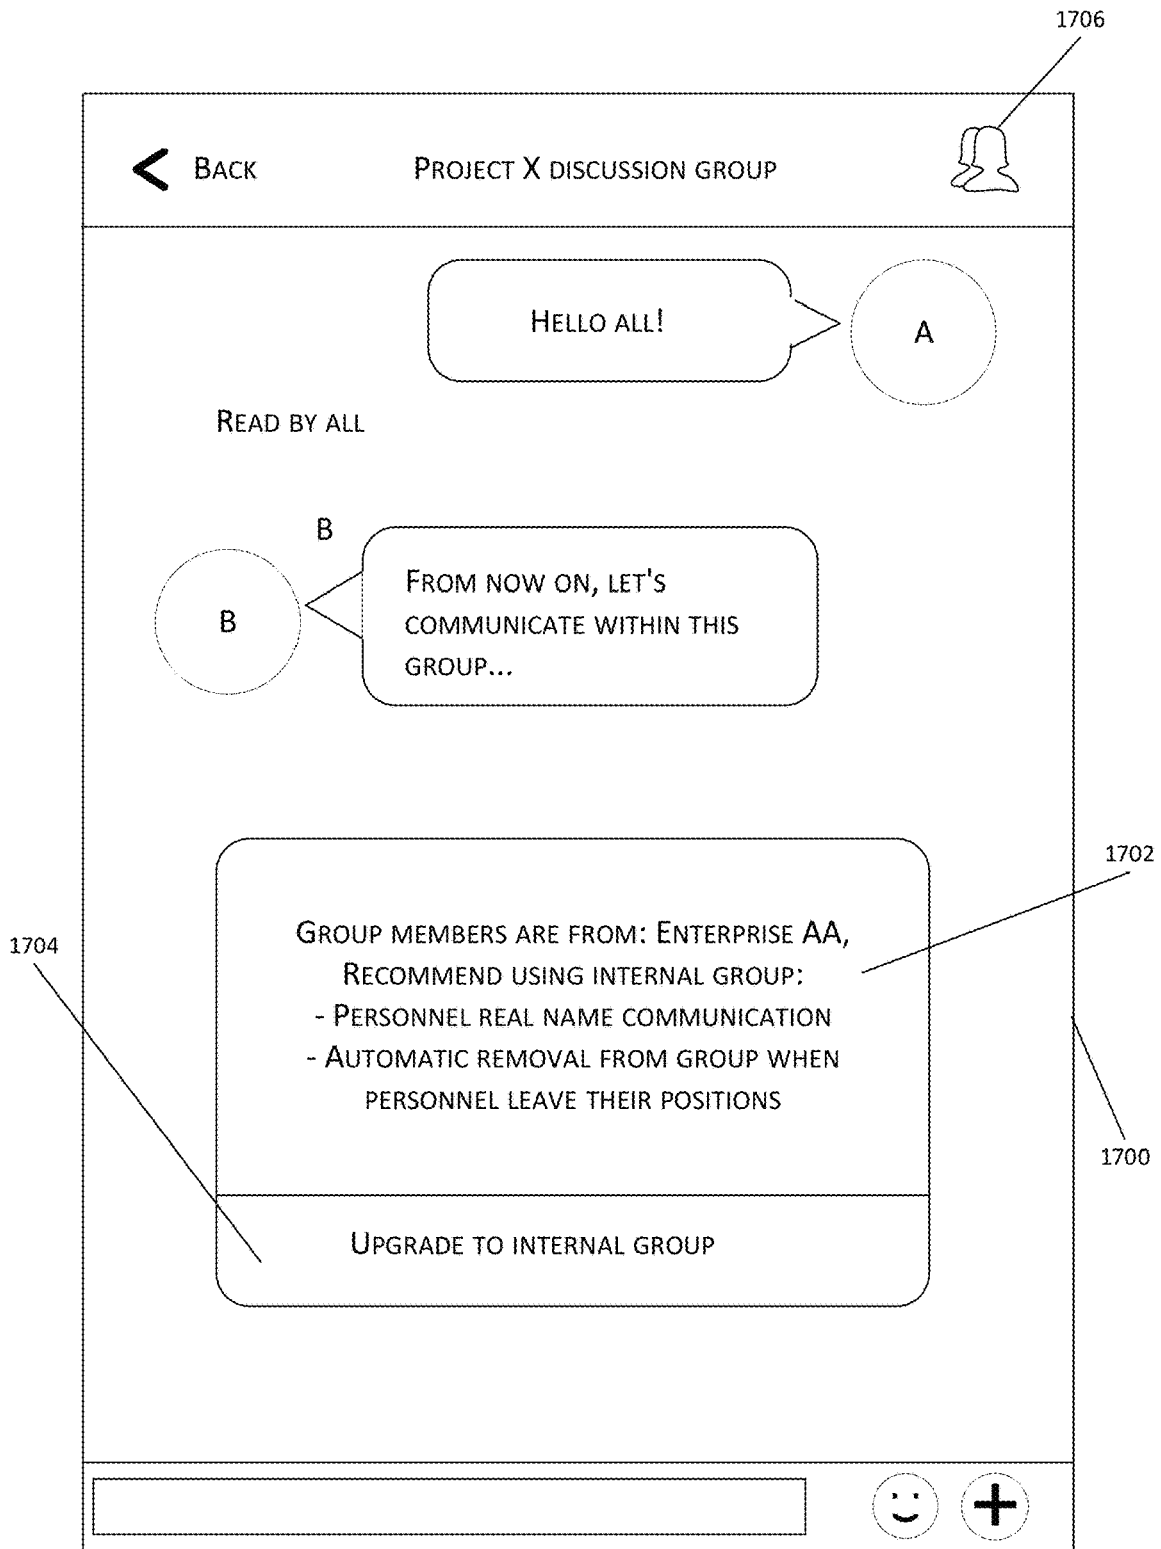 1706
Back Project X discussion group
Hello all!
A
Read by all
B
B
From now on, let's
communicate within this
group...
1702
1704
Group members are from: Enterprise AA,
Recommend using internal group:
- Personnel real name communication
- Automatic removal from group when
personnel leave their positions
1700
Upgrade to internal group